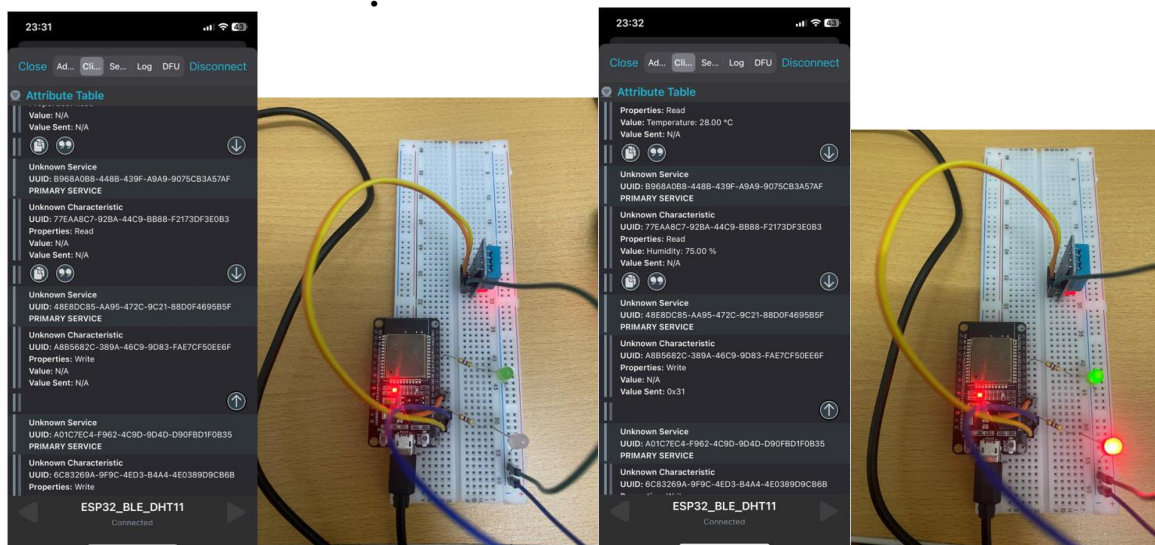 23:31
43
Close Ad... Cli... Se... Log DFU Disconnect
Attribute Table
Value: N/A
Value Sent: N/A
Unknown Service
UUID: B968A0B8-448B-439F-A9A9-9075CB3A57AF
PRIMARY SERVICE
Unknown Characteristic
UUID: 77EAA8C7-92BA-44C9-BB88-F2173DF3E0B3
Properties: Read
Value: N/A
Value Sent: N/A
Unknown Service
UUID: 48E8DC85-AA95-472C-9C21-88D0F4695B5F
PRIMARY SERVICE
Unknown Characteristic
UUID: A8B5682C-389A-46C9-9D83-FAE7CF50EE6F
Properties: Write
Value: N/A
Value Sent: N/A
Unknown Service
UUID: A01C7EC4-F962-4C9D-9D4D-D90FBD1F0B35
PRIMARY SERVICE
Unknown Characteristic
UUID: 6C83269A-9F9C-4ED3-B4A4-4E0389D9CB6B
Properties: Write
ESP32_BLE_DHT11
Connected
23:32
43
Close Ad... Cli... Se... Log DFU Disconnect
Attribute Table
Properties: Read
Value: Temperature: 28.00 °C
Value Sent: N/A
Unknown Service
UUID: B968A0B8-448B-439F-A9A9-9075CB3A57AF
PRIMARY SERVICE
Unknown Characteristic
UUID: 77EAA8C7-92BA-44C9-BB88-F2173DF3E0B3
Properties: Read
Value: Humidity: 75.00 %
Value Sent: N/A
Unknown Service
UUID: 48E8DC85-AA95-472C-9C21-88D0F4695B5F
PRIMARY SERVICE
Unknown Characteristic
UUID: A8B5682C-389A-46C9-9D83-FAE7CF50EE6F
Properties: Write
Value: N/A
Value Sent: 0x31
Unknown Service
UUID: A01C7EC4-F962-4C9D-9D4D-D90FBD1F0B35
PRIMARY SERVICE
Unknown Characteristic
UUID: 6C83269A-9F9C-4ED3-B4A4-4E0389D9CB6B
ESP32_BLE_DHT11
Connected